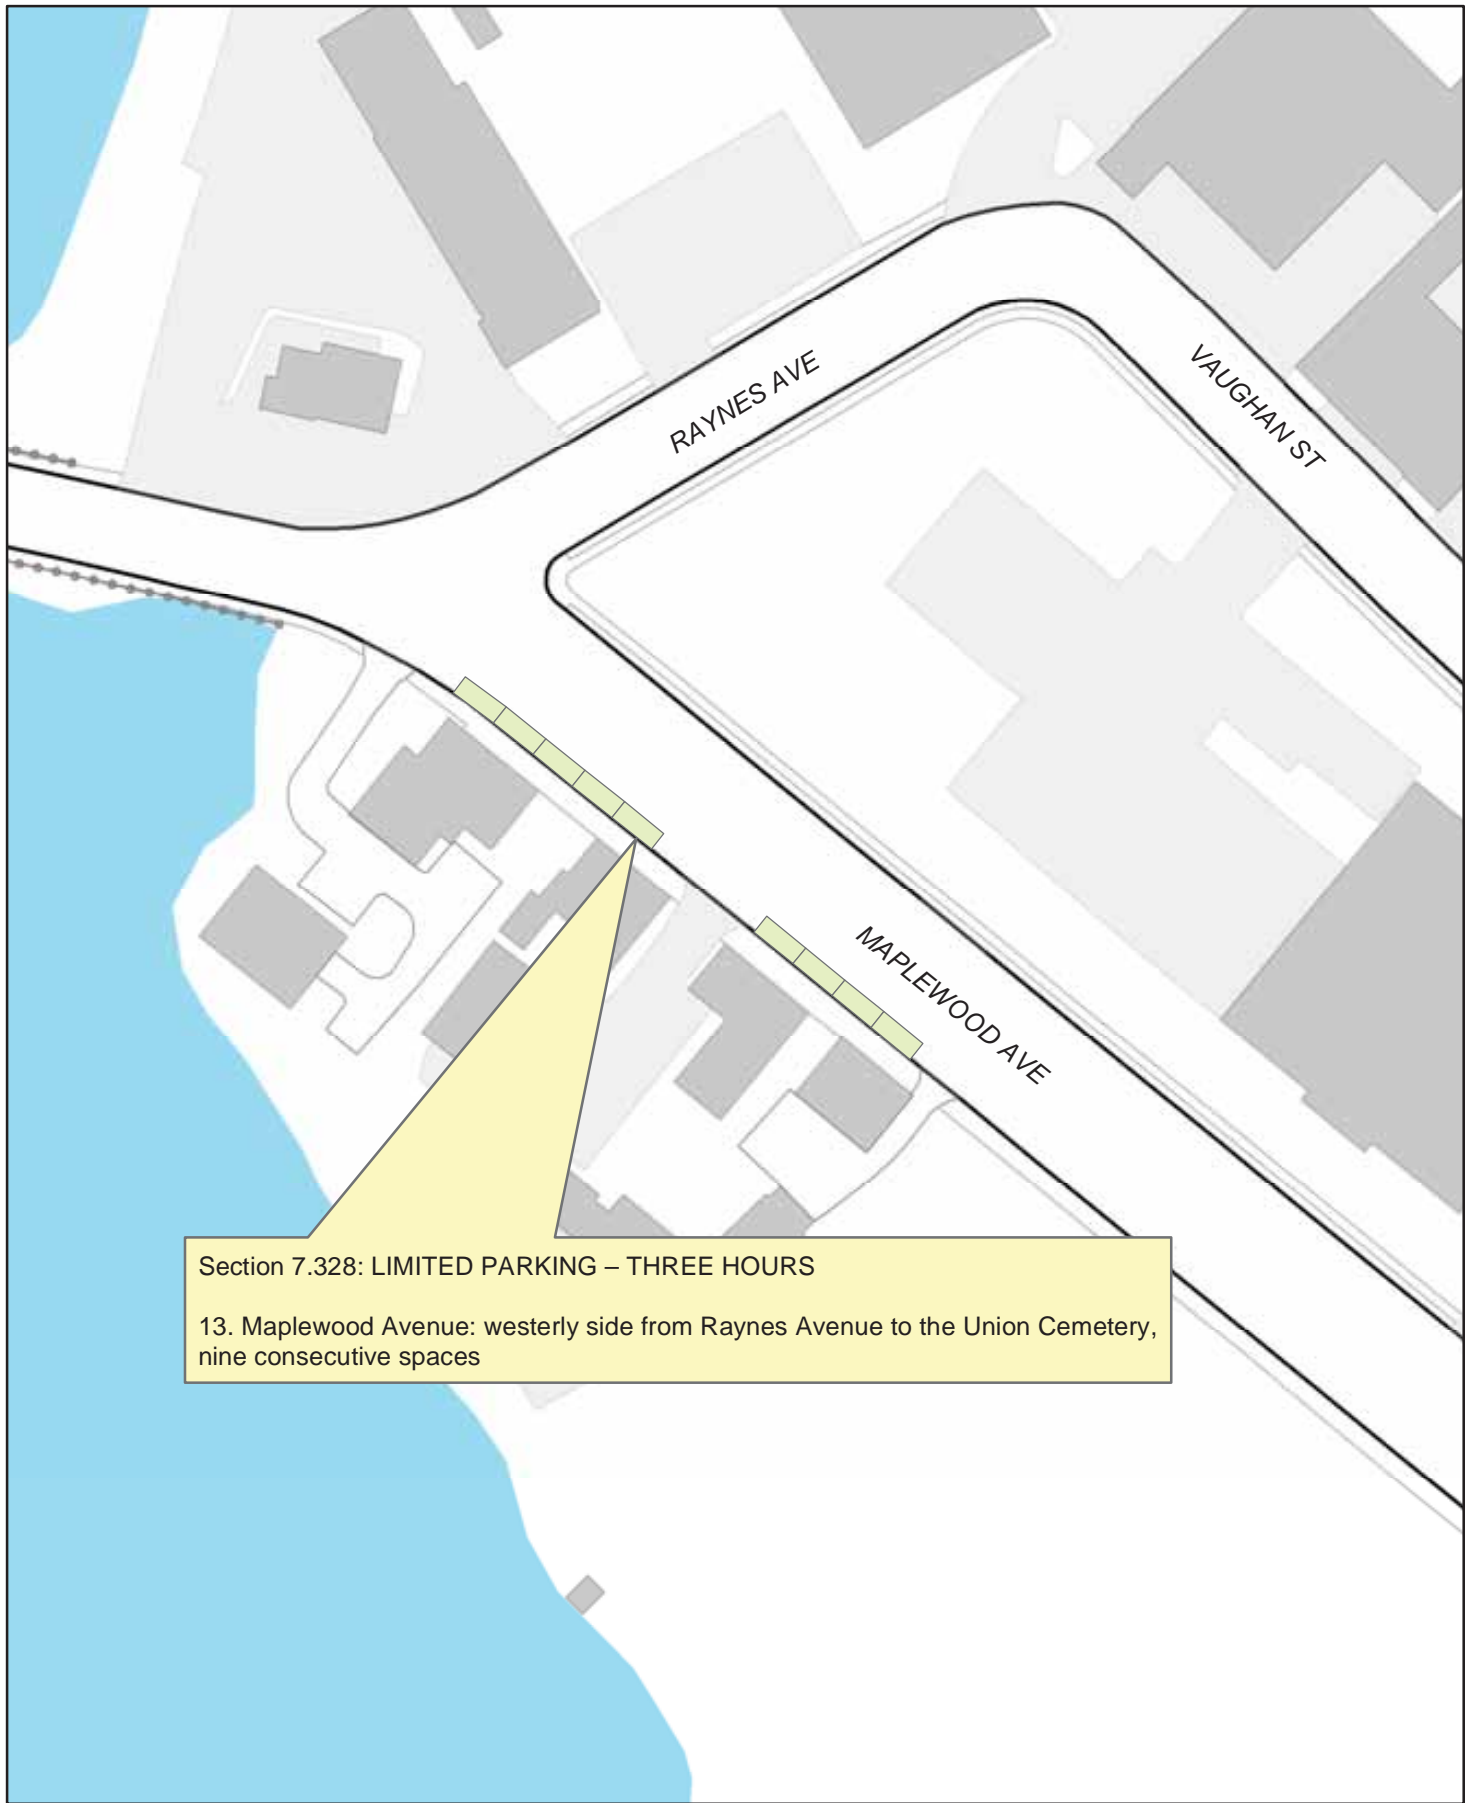 RAYNES AVE
VAUGHAN ST
MAPLEWOOD AVE
Section 7.328: LIMITED PARKING – THREE HOURS
13. Maplewood Avenue: westerly side from Raynes Avenue to the Union Cemetery,
nine consecutive spaces